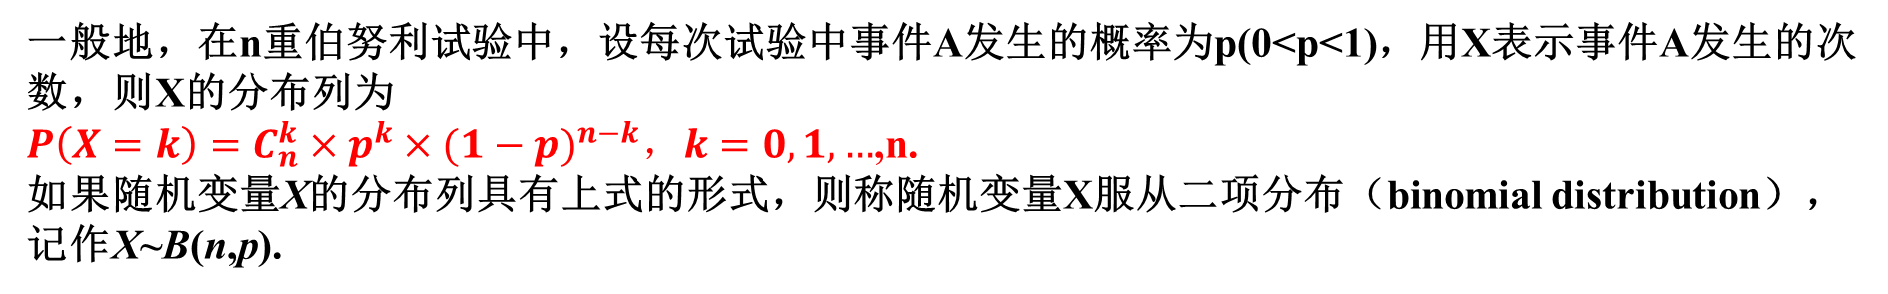 一般地，在n重伯努利试验中，设每次试验中事件A发生的概率为p(0<p<1)，用X表示事件A发生的次
数，则X的分布列为
P(X = k) = C_n^k × p^k × (1 − p)^{n−k}，k = 0, 1, …,n.
如果随机变量X的分布列具有上式的形式，则称随机变量X服从二项分布（binomial distribution），
记作X~B(n,p).